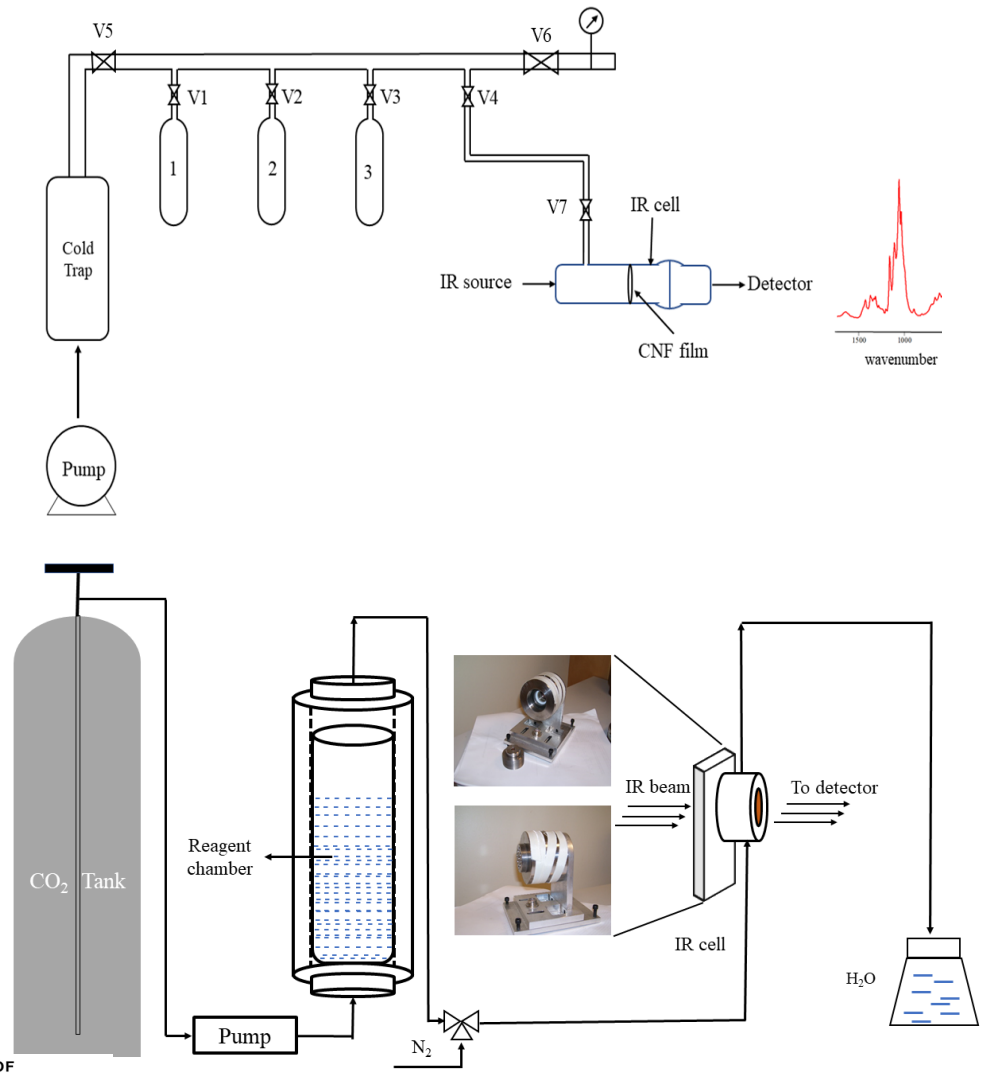 V5
V6
V1
V2
V3
V4
1
2
3
V7
IR cell
Cold
Trap
IR source
Detector
CNF film
1500
1000
wavenumber
Pump
IR beam
To detector
Reagent
chamber
CO₂ Tank
IR cell
H₂O
Pump
N₂
OF